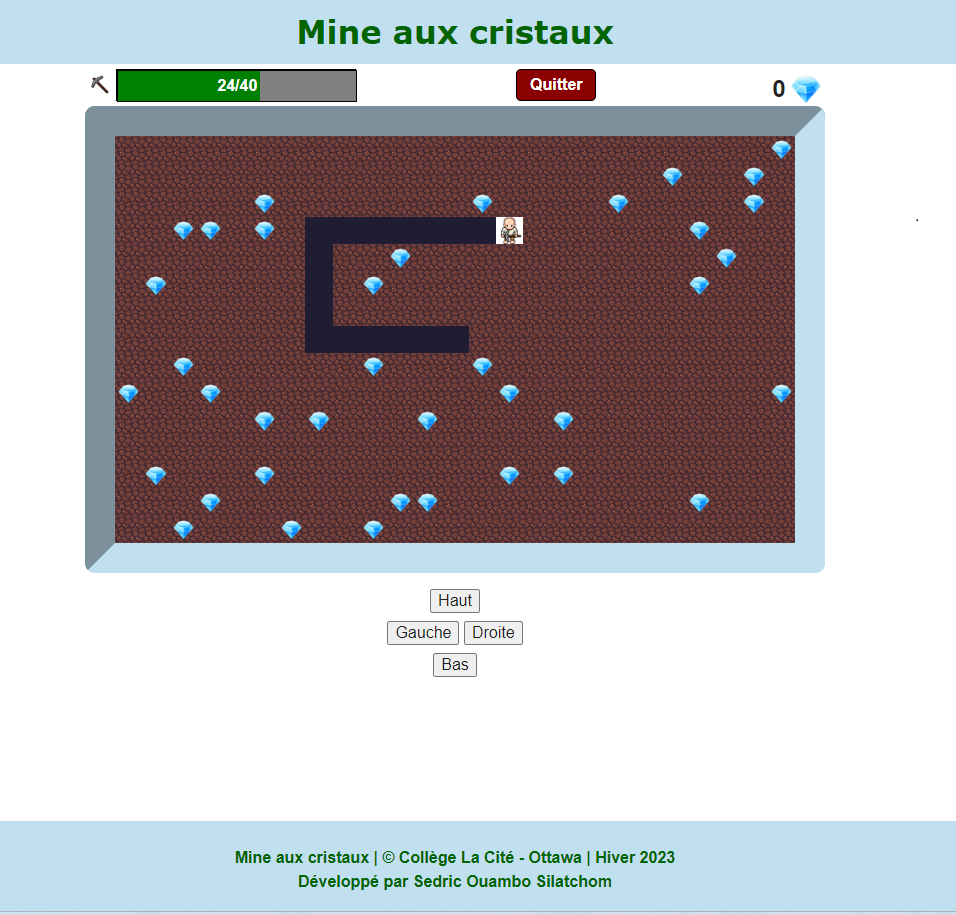 Mine aux cristaux
24/40
Quitter
0
Haut
Gauche Droite
Bas
Mine aux cristaux | © Collège La Cité - Ottawa | Hiver 2023
Développé par Sedric Ouambo Silatchom